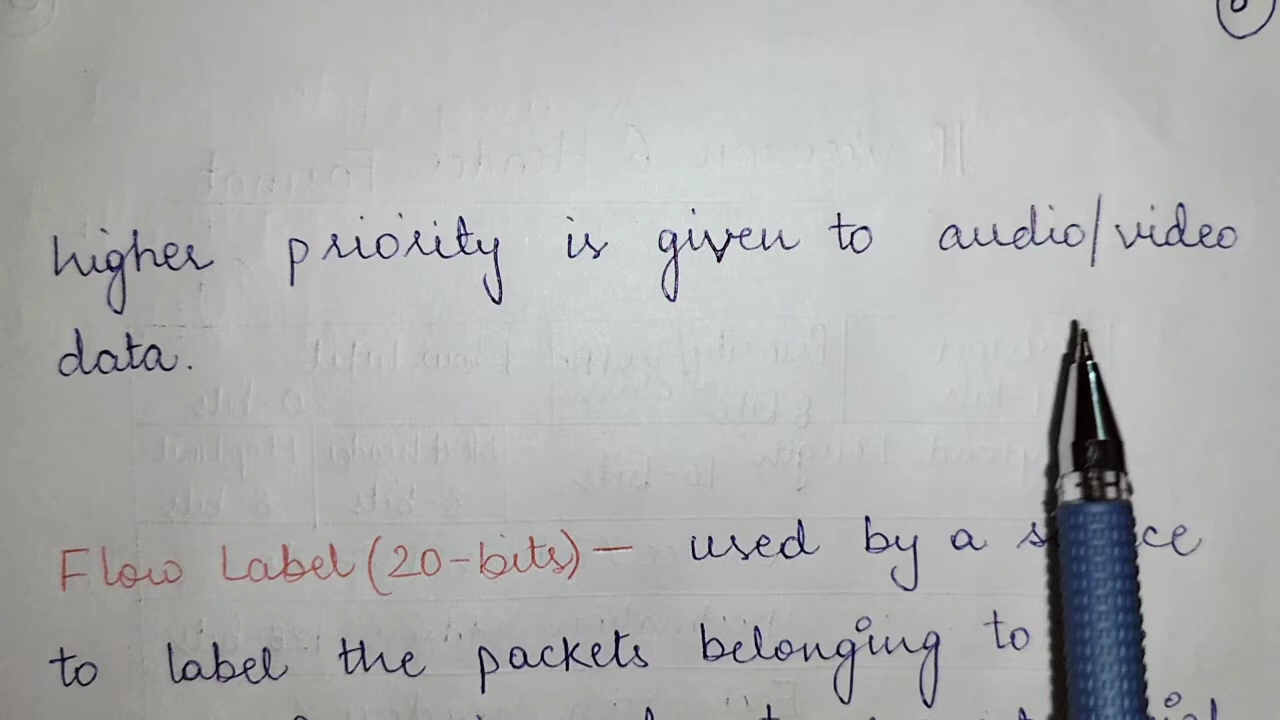 higher priority is given to audio/video
data.
Flow Label (20-bits) — used by a
to label the packets belonging to